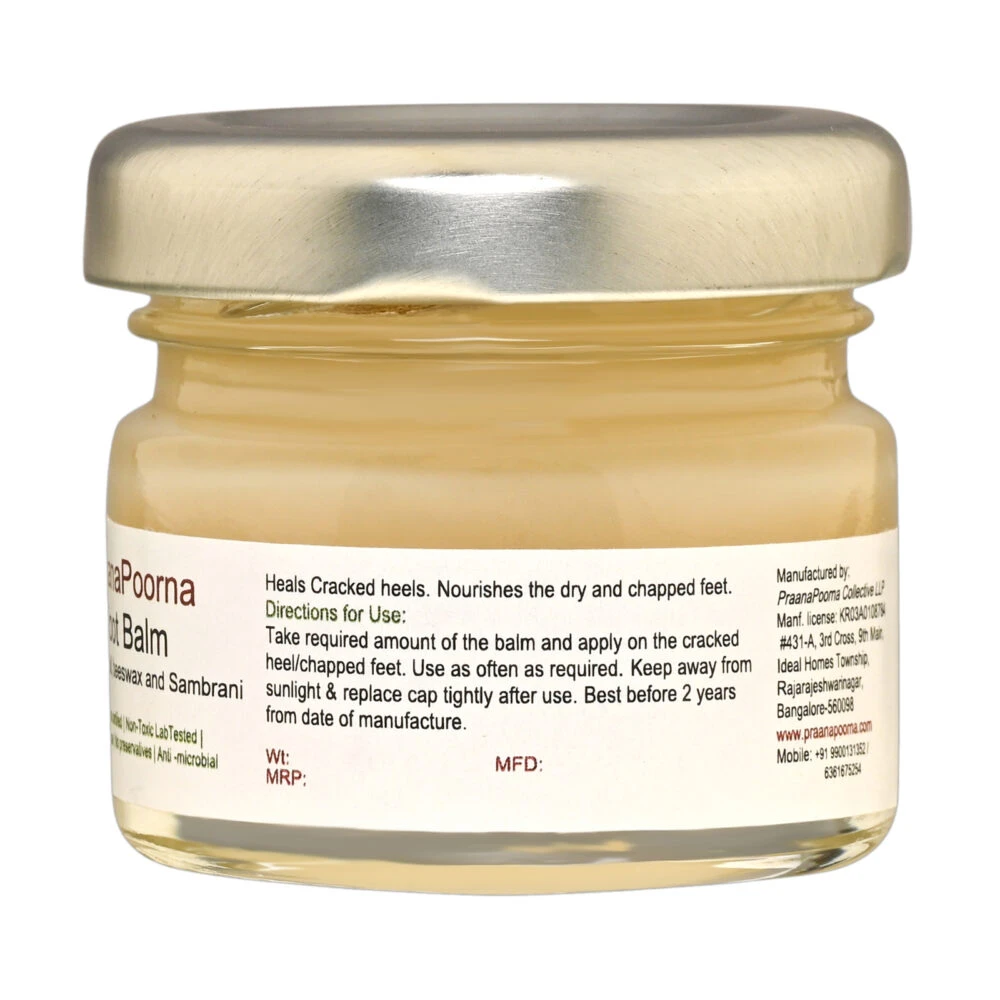 anaPoorna
oot Balm
eeswax and Sambrani
| Non-Toxic LabTested |
preservatives | Anti -microbial
Heals Cracked heels. Nourishes the dry and chapped feet.
Directions for Use:
Take required amount of the balm and apply on the cracked
heel/chapped feet. Use as often as required. Keep away from
sunlight & replace cap tightly after use. Best before 2 years
from date of manufacture.
Wt:
MRP:
MFD:
Manufactured by:
PraanaPoorna Collective LLP
Manf. license: KR03A0108784
#431-A, 3rd Cross, 9th Main,
Ideal Homes Township,
Rajarajeshwarinagar,
Bangalore-560098
www.praanapoorna.com
Mobile: +91 9900131352 /
6361675254